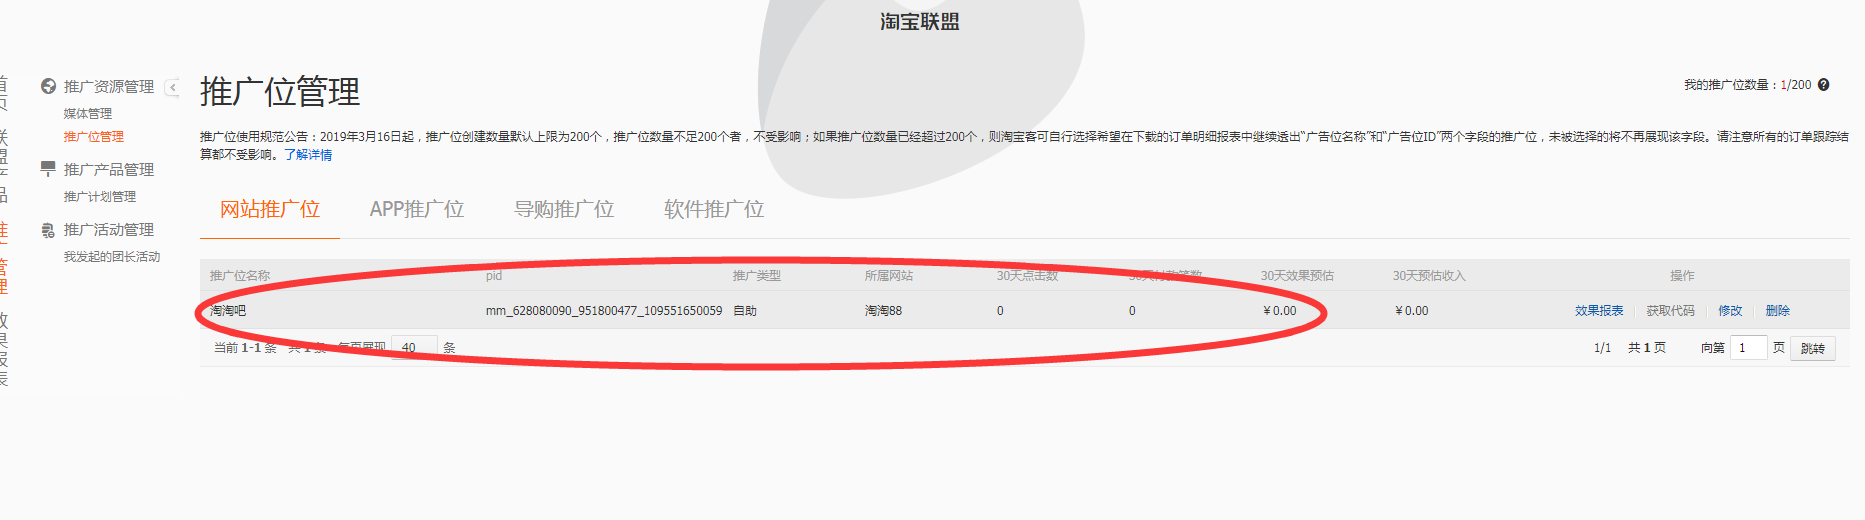 淘宝联盟
推广资源管理
媒体管理
推广位管理
推广产品管理
推广计划管理
推广活动管理
我发起的团长活动
推广位管理
我的推广位数量：1/200
推广位使用规范公告：2019年3月16日起，推广位创建数量默认上限为200个，推广位数量不足200个者，不受影响；如果推广位数量已经超过200个，则淘宝客可自行选择希望在下载的订单明细报表中继续透出“广告位名称”和“广告位ID”两个字段的推广位，未被选择的将不再展现该字段。请注意所有的订单跟踪结
算都不受影响。了解详情
网站推广位 APP推广位 导购推广位 软件推广位
推广位名称 pid 推广类型 所属网站 30天点击数 30天付款笔数 30天效果预估 30天预估收入 操作
淘淘吧 mm_628080090_951800477_109551650059 自助 淘淘88 0 0 ￥0.00 ￥0.00 效果报表 获取代码 修改 删除
当前 1-1 条 共 1 条 每页展现 40 条 1/1 共 1 页 向第 1 页 跳转